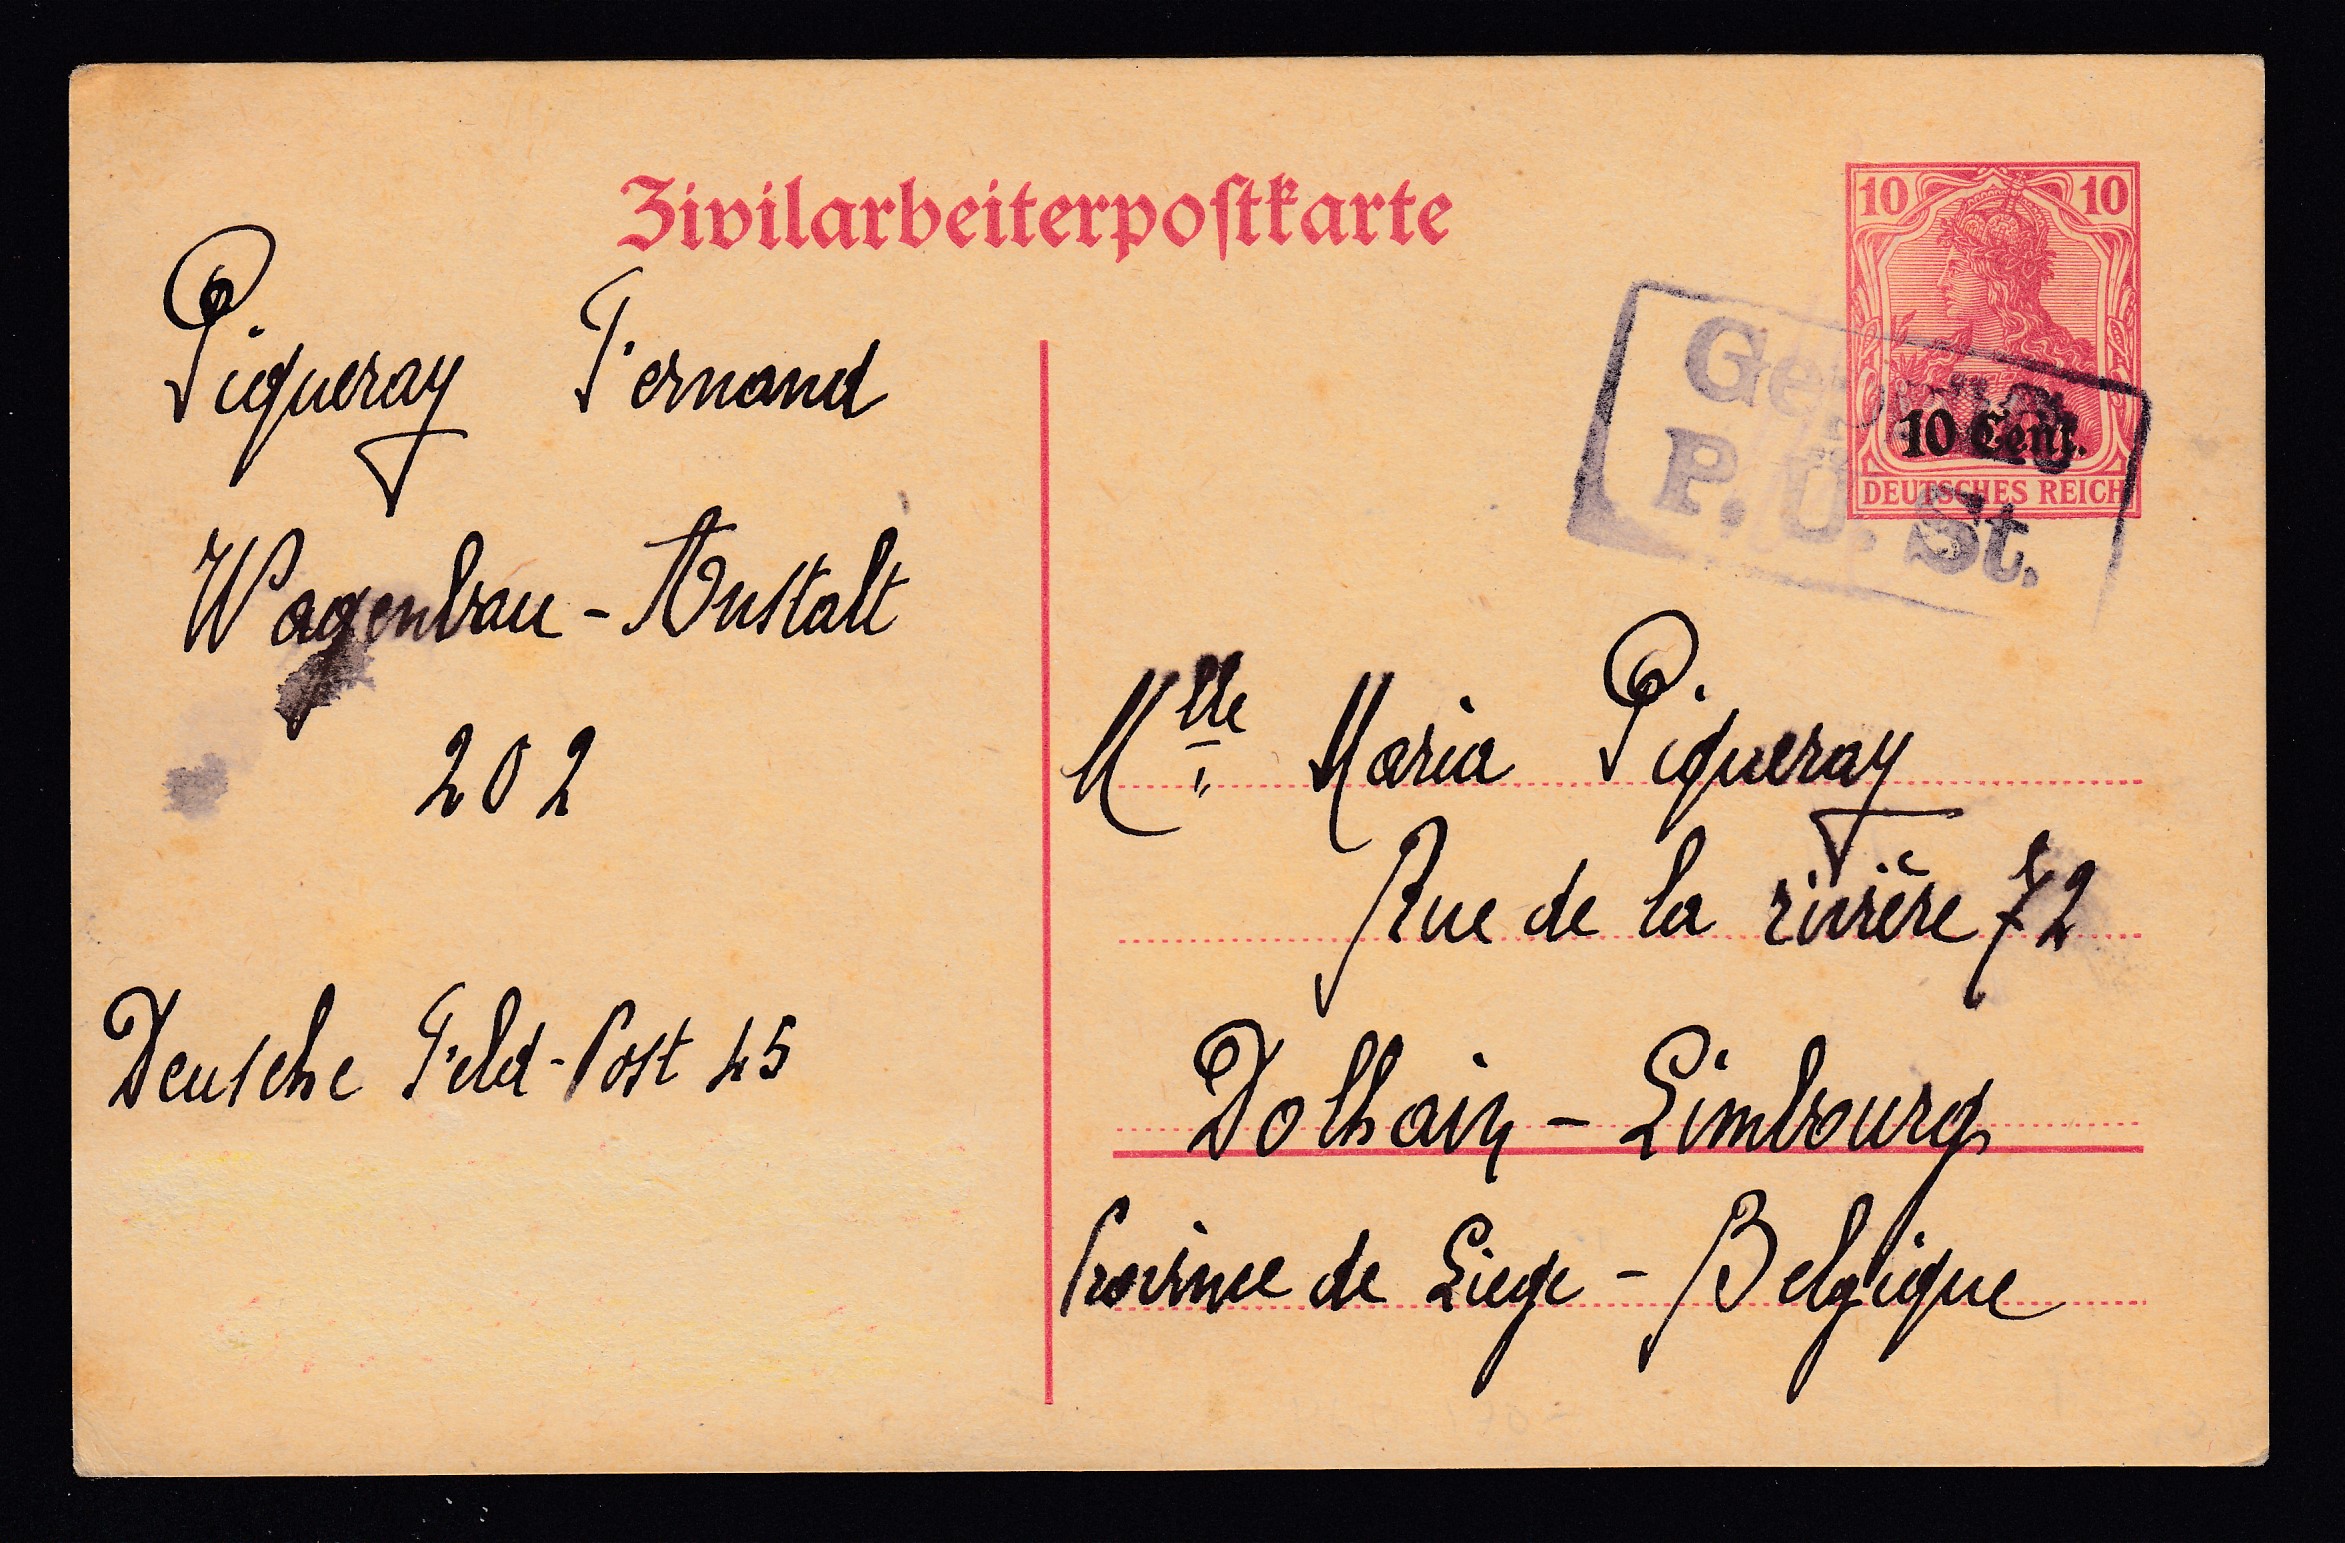 Zivilarbeiterpostkarte
10 10
10 Cent.
DEUTSCHES REICH
Geprüft
P. Ü. St.
Piqueray Fernand
Wagenbau-Anstalt
202
Deutsche Feld-Post 45
Mlle Maria Piqueray
Rue de la rivière 72
Dolhain - Limbourg
Province de Liege - Belgique